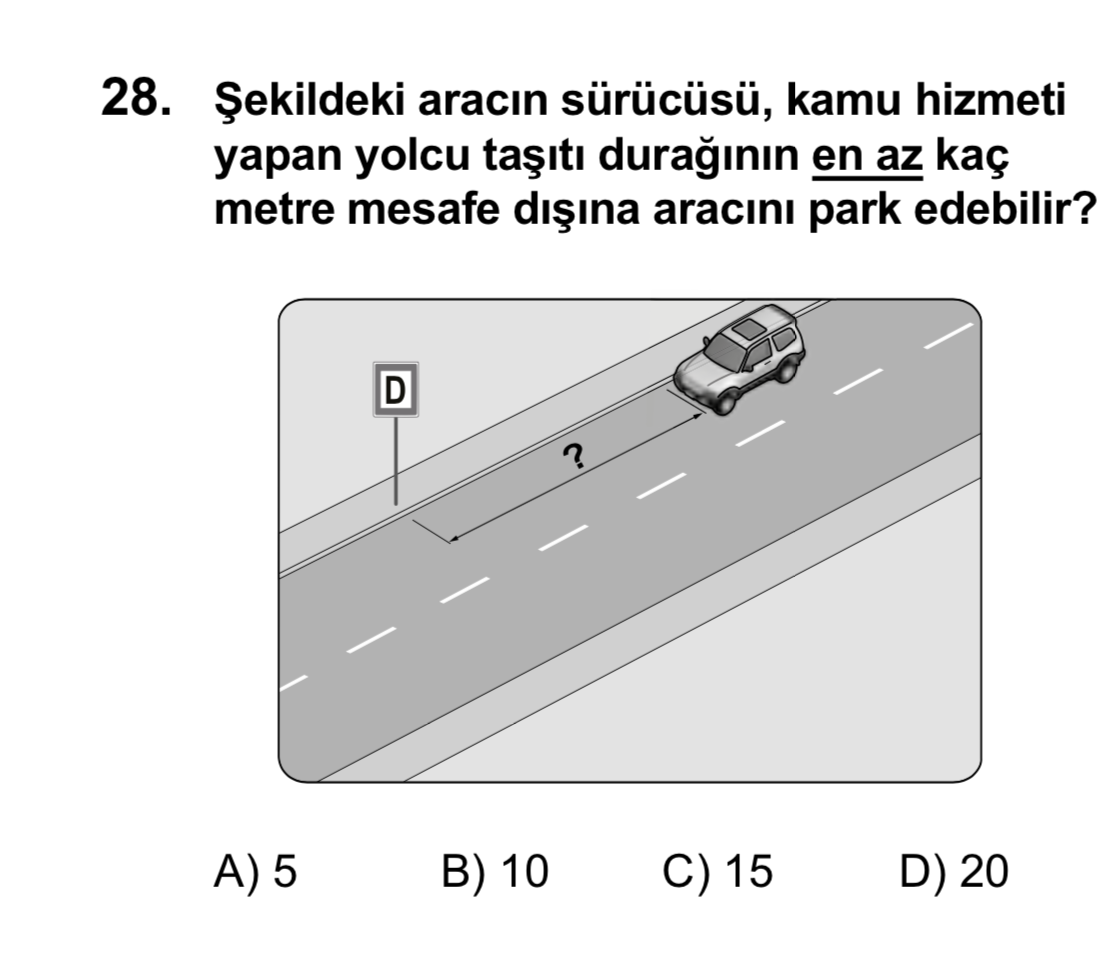 28. Şekildeki aracın sürücüsü, kamu hizmeti
yapan yolcu taşıtı durağının en az kaç
metre mesafe dışına aracını park edebilir?
D
?
A) 5 B) 10 C) 15 D) 20